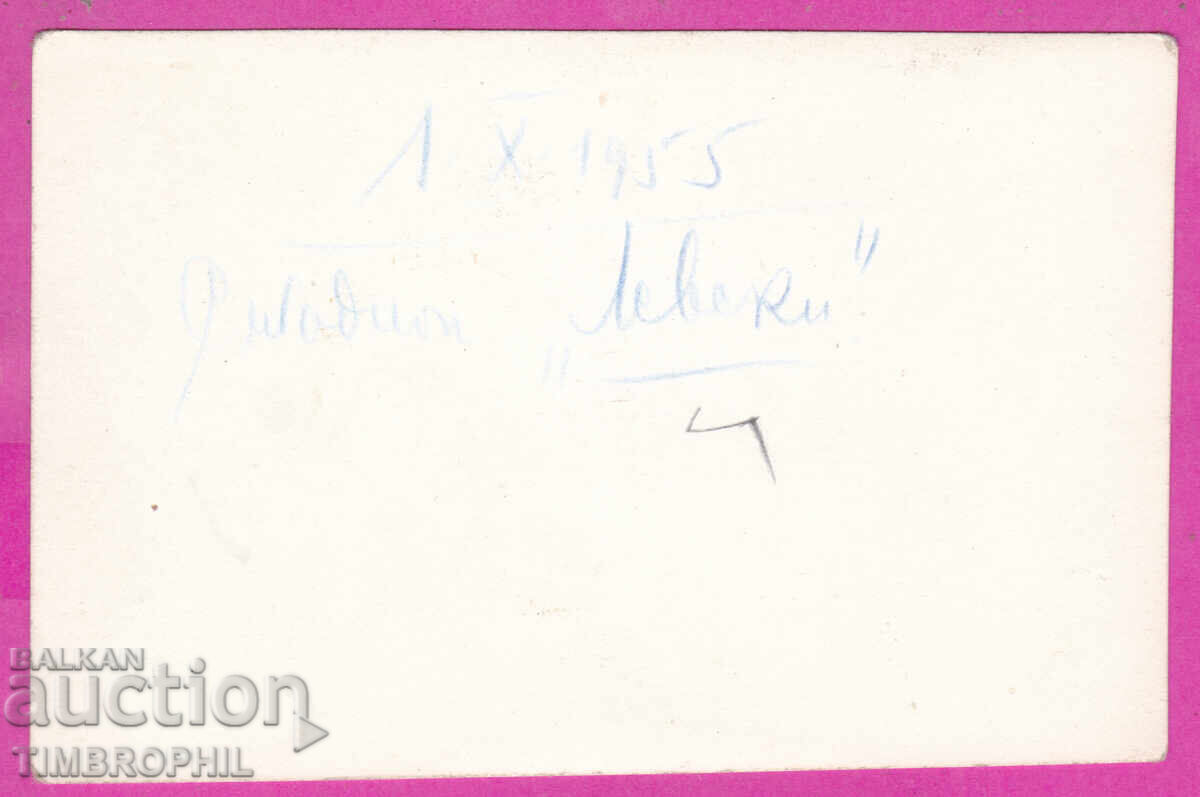 1 X 1955
Стадион „Левски"
4
BALKAN
auction
TIMBROPHIL